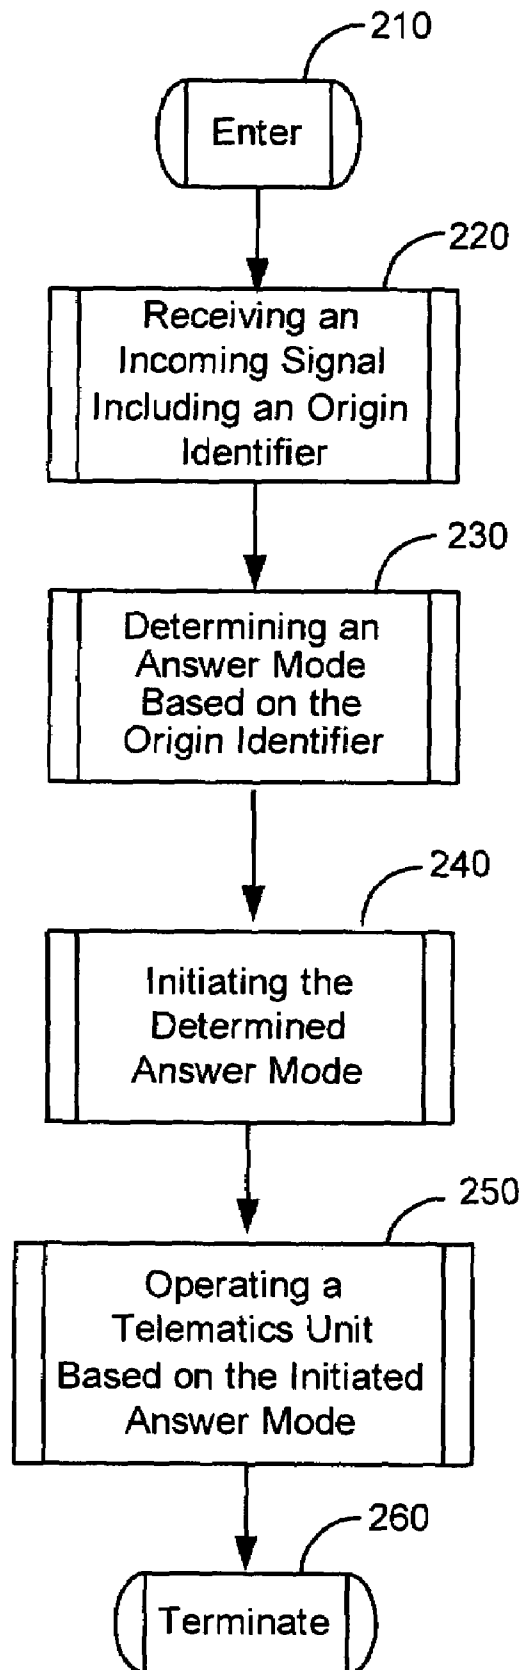 210
Enter
220
Receiving an
Incoming Signal
Including an Origin
Identifier
230
Determining an
Answer Mode
Based on the
Origin Identifier
240
Initiating the
Determined
Answer Mode
250
Operating a
Telematics Unit
Based on the Initiated
Answer Mode
260
Terminate